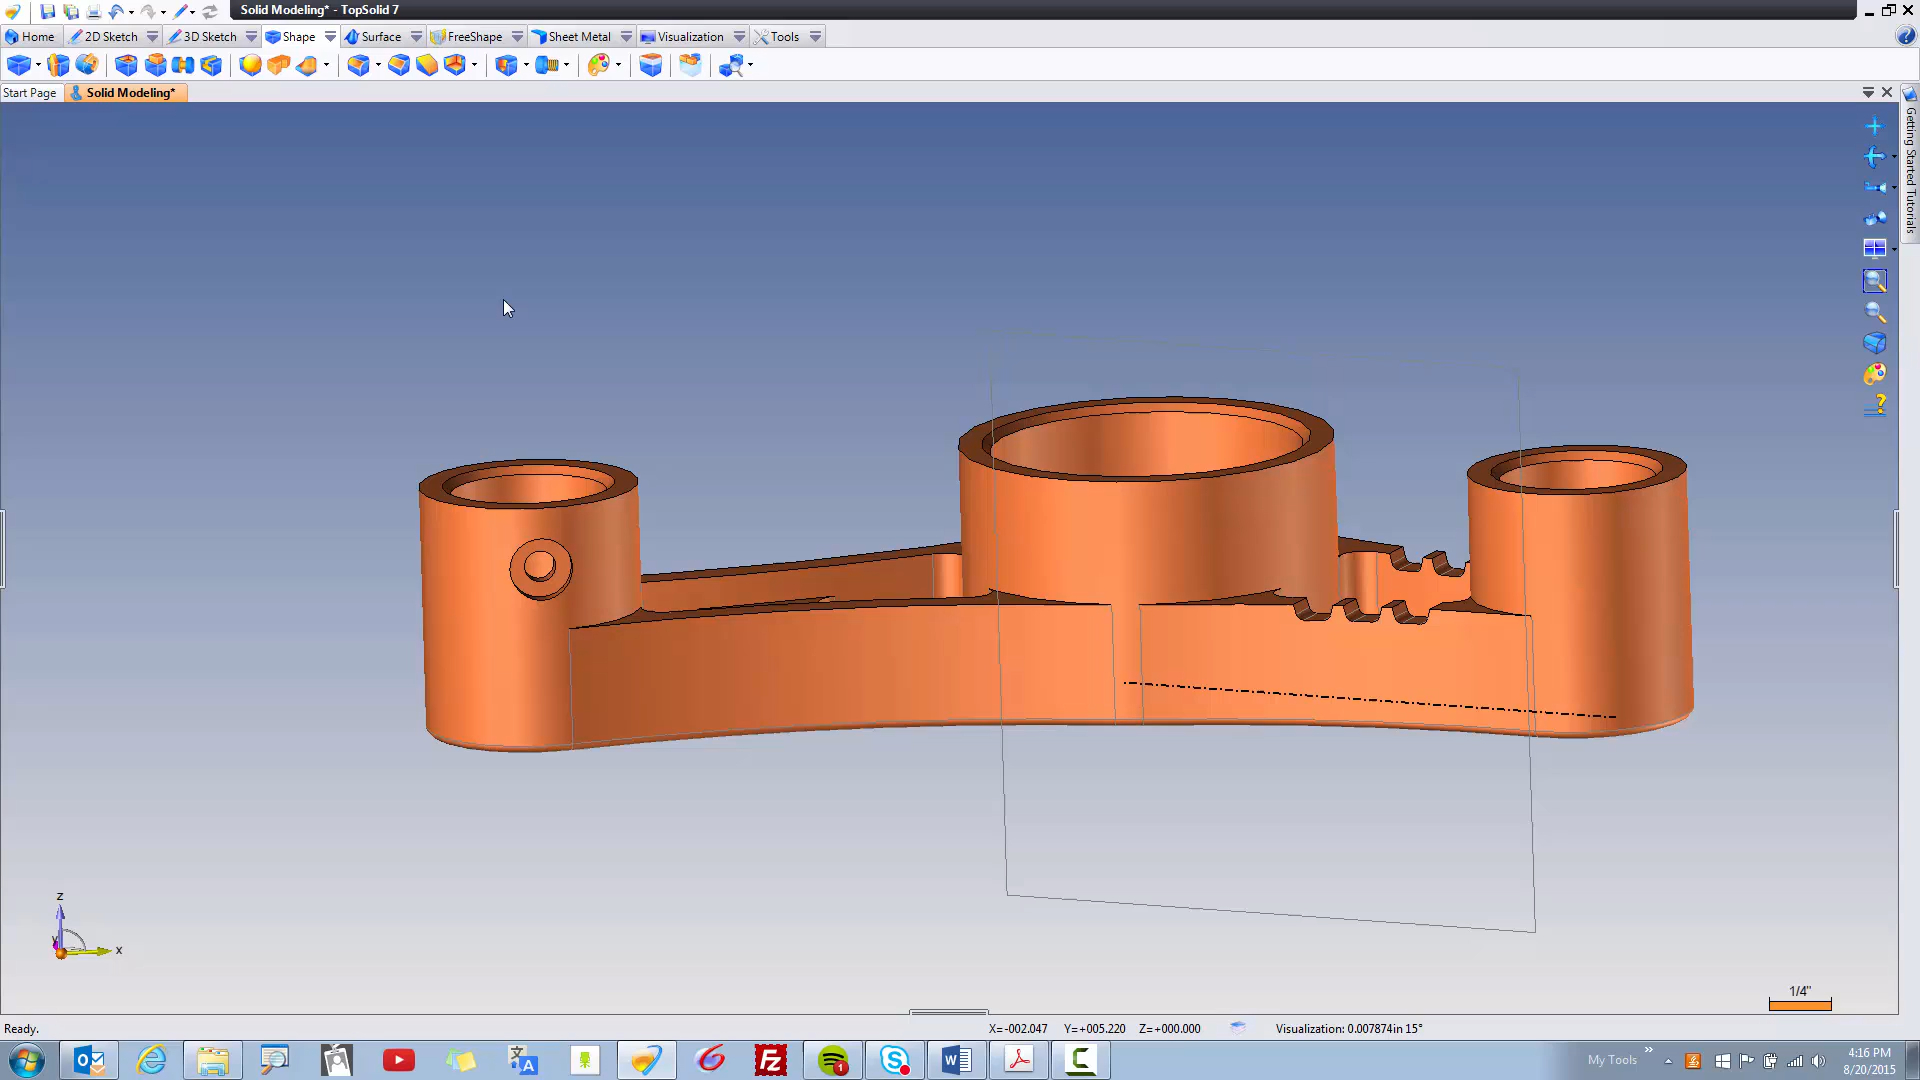 Solid Modeling* - TopSolid 7
Home 2D Sketch 3D Sketch Shape Surface FreeShape Sheet Metal Visualization Tools
Start Page Solid Modeling*
Getting Started Tutorials
z
y
x
1/4"
Ready. X=-002.047 Y=+005.220 Z=+000.000 Visualization: 0.007874in 15°
My Tools »
4:16 PM
8/20/2015